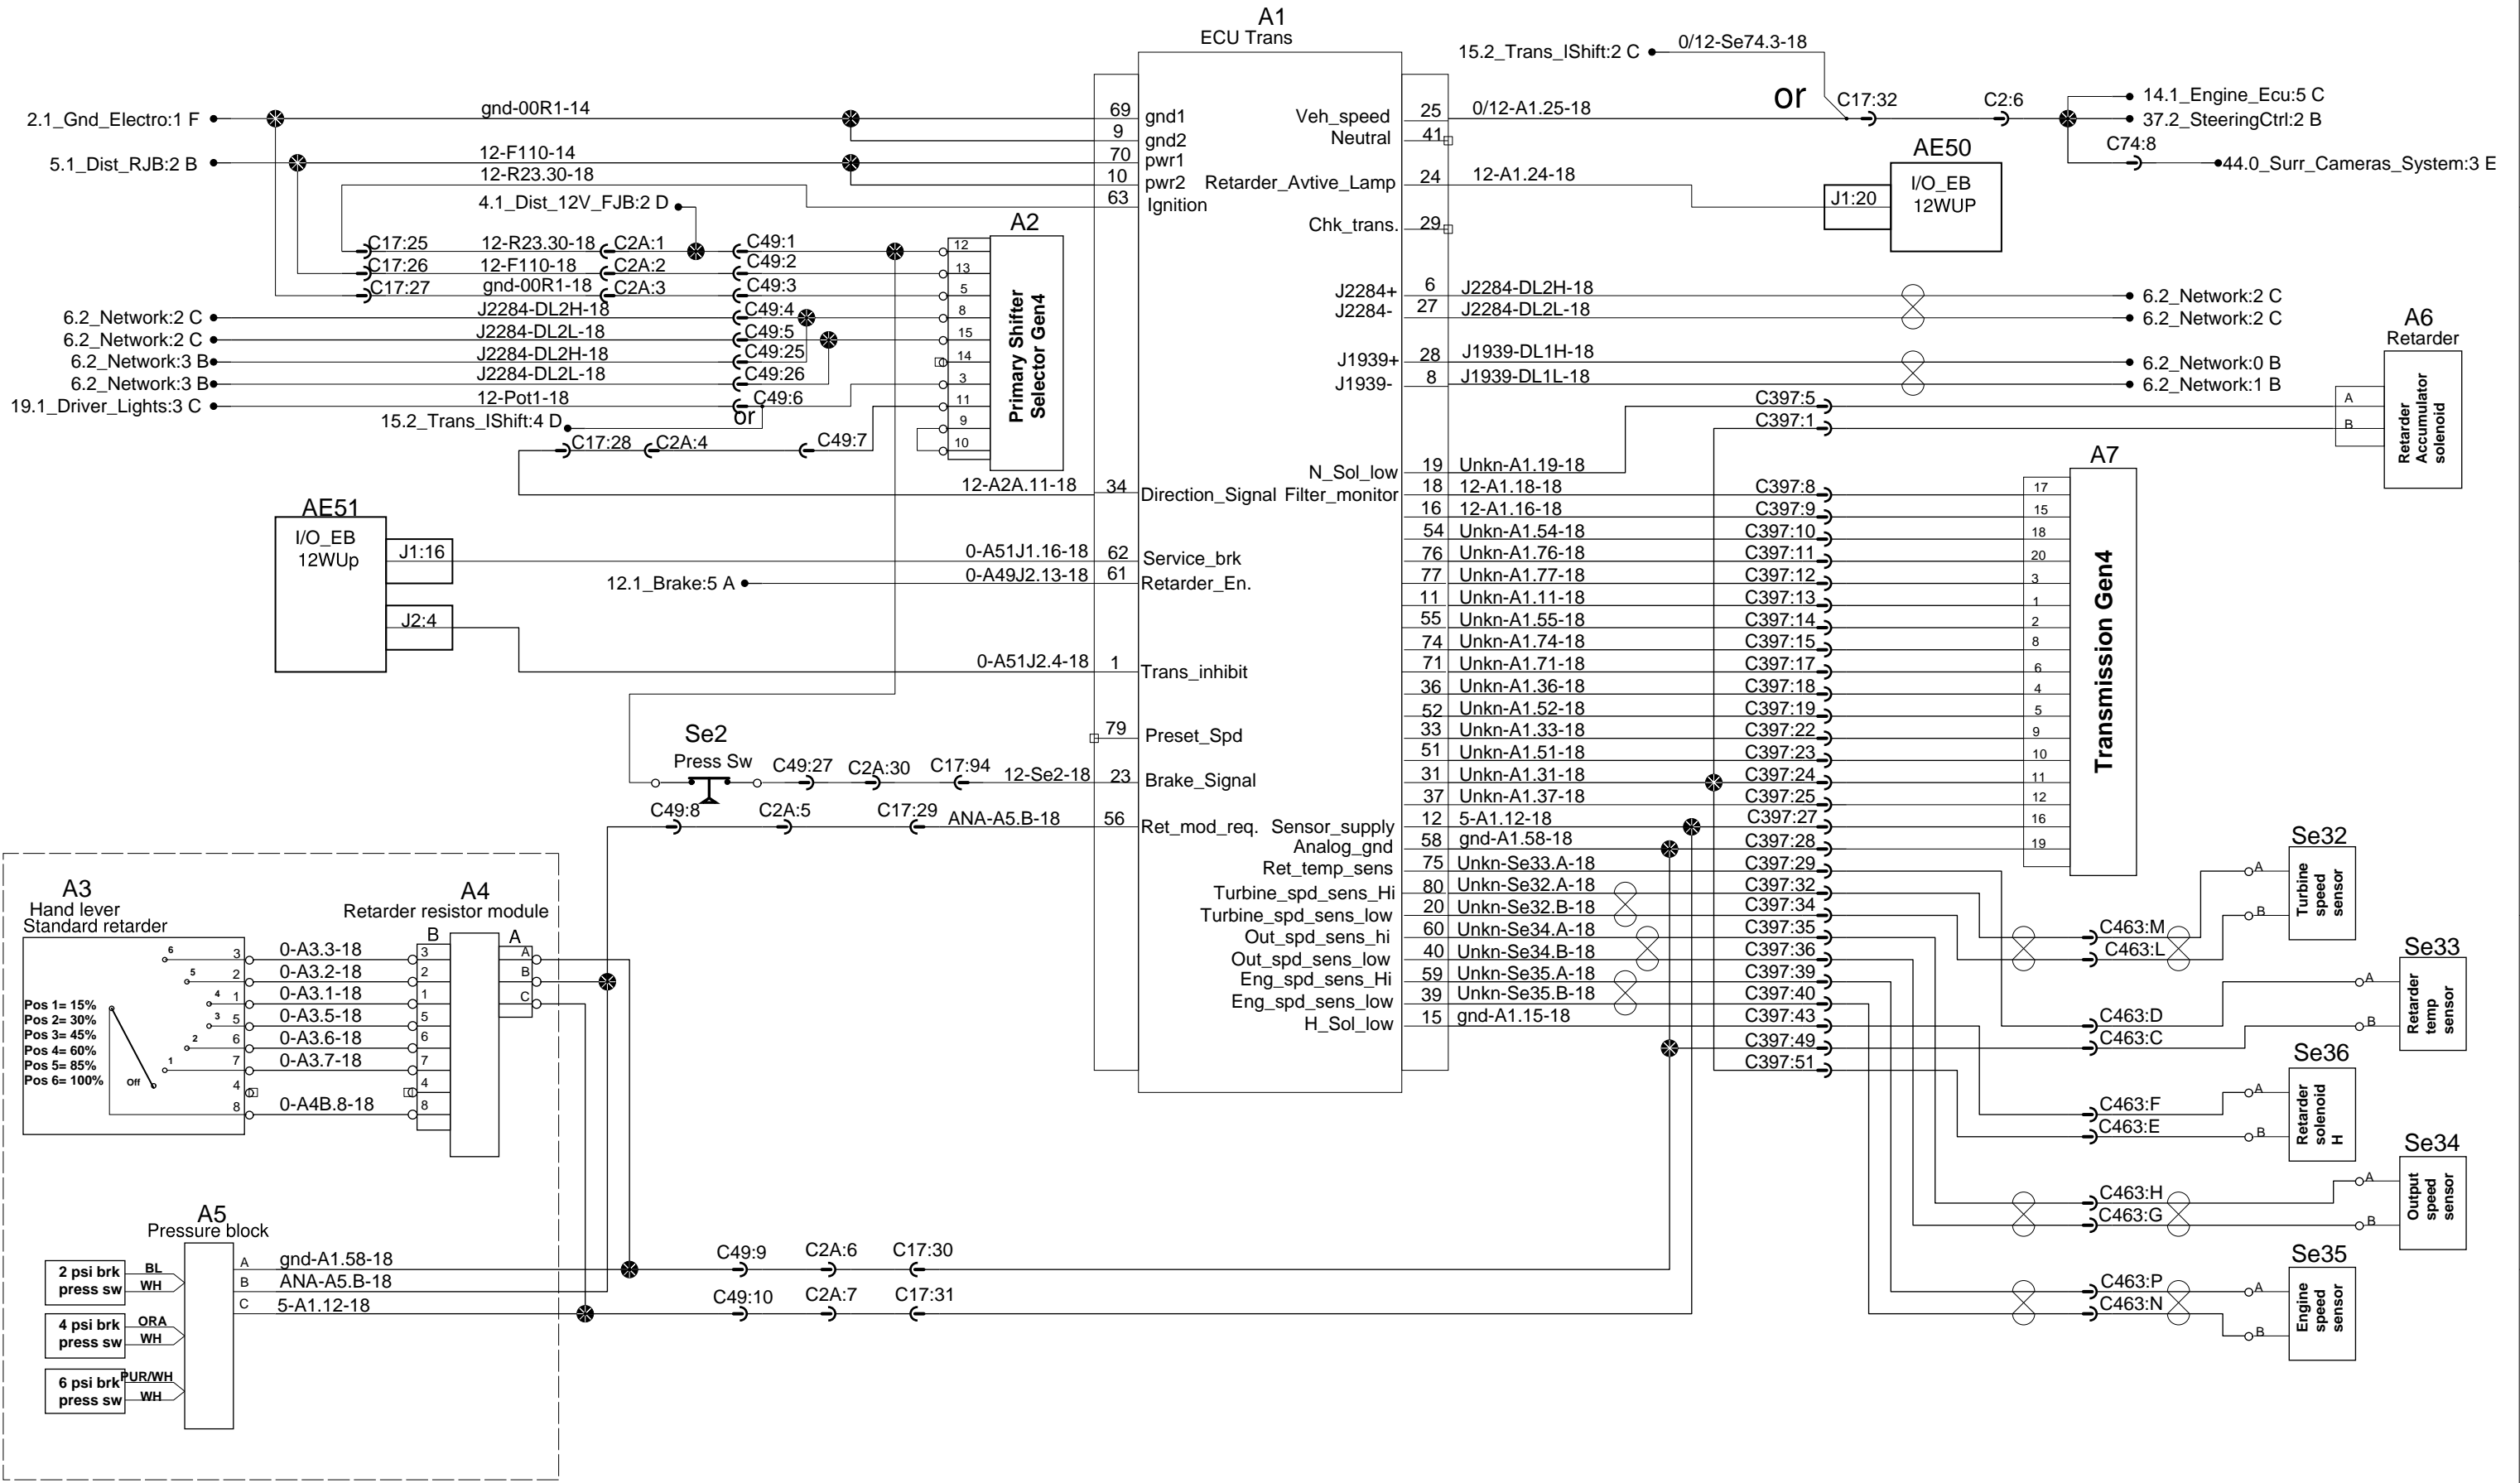 A1
ECU Trans
15.2_Trans_IShift:2 C
0/12-Se74.3-18
or
C17:32
C2:6
14.1_Engine_Ecu:5 C
37.2_SteeringCtrl:2 B
C74:8
44.0_Surr_Cameras_System:3 E
2.1_Gnd_Electro:1 F
gnd-00R1-14
69
gnd1
9
gnd2
5.1_Dist_RJB:2 B
12-F110-14
70
pwr1
12-R23.30-18
10
pwr2
4.1_Dist_12V_FJB:2 D
63
Ignition
Veh_speed
25
0/12-A1.25-18
Neutral
41
Retarder_Avtive_Lamp
24
12-A1.24-18
Chk_trans.
29
AE50
J1:20
I/O_EB
12WUP
A2
C17:25
12-R23.30-18
C2A:1
C49:1
12
C17:26
12-F110-18
C2A:2
C49:2
13
C17:27
gnd-00R1-18
C2A:3
C49:3
5
6.2_Network:2 C
J2284-DL2H-18
C49:4
8
6.2_Network:2 C
J2284-DL2L-18
C49:5
15
6.2_Network:3 B
J2284-DL2H-18
C49:25
14
6.2_Network:3 B
J2284-DL2L-18
C49:26
3
19.1_Driver_Lights:3 C
12-Pot1-18
C49:6
11
15.2_Trans_IShift:4 D
or
9
C17:28
C2A:4
C49:7
10
Primary Shifter
Selector Gen4
J2284+
6
J2284-DL2H-18
6.2_Network:2 C
J2284-
27
J2284-DL2L-18
6.2_Network:2 C
J1939+
28
J1939-DL1H-18
6.2_Network:0 B
J1939-
8
J1939-DL1L-18
6.2_Network:1 B
A6
Retarder
C397:5
A
C397:1
B
Retarder
Accumulator
solenoid
12-A2A.11-18
34
Direction_Signal
AE51
I/O_EB
12WUp
J1:16
0-A51J1.16-18
62
Service_brk
12.1_Brake:5 A
0-A49J2.13-18
61
Retarder_En.
J2:4
0-A51J2.4-18
1
Trans_inhibit
79
Preset_Spd
Se2
Press Sw
C49:27
C2A:30
C17:94
12-Se2-18
23
Brake_Signal
C49:8
C2A:5
C17:29
ANA-A5.B-18
56
Ret_mod_req.
A7
Transmission Gen4
N_Sol_low
19
Unkn-A1.19-18
Filter_monitor
18
12-A1.18-18
C397:8
17
16
12-A1.16-18
C397:9
15
54
Unkn-A1.54-18
C397:10
18
76
Unkn-A1.76-18
C397:11
20
77
Unkn-A1.77-18
C397:12
3
11
Unkn-A1.11-18
C397:13
1
55
Unkn-A1.55-18
C397:14
2
74
Unkn-A1.74-18
C397:15
8
71
Unkn-A1.71-18
C397:17
6
36
Unkn-A1.36-18
C397:18
4
52
Unkn-A1.52-18
C397:19
5
33
Unkn-A1.33-18
C397:22
9
51
Unkn-A1.51-18
C397:23
10
31
Unkn-A1.31-18
C397:24
11
37
Unkn-A1.37-18
C397:25
12
Sensor_supply
12
5-A1.12-18
C397:27
16
Analog_gnd
58
gnd-A1.58-18
C397:28
19
Ret_temp_sens
75
Unkn-Se33.A-18
C397:29
Turbine_spd_sens_Hi
80
Unkn-Se32.A-18
C397:32
Turbine_spd_sens_low
20
Unkn-Se32.B-18
C397:34
Out_spd_sens_hi
60
Unkn-Se34.A-18
C397:35
Out_spd_sens_low
40
Unkn-Se34.B-18
C397:36
Eng_spd_sens_Hi
59
Unkn-Se35.A-18
C397:39
Eng_spd_sens_low
39
Unkn-Se35.B-18
C397:40
H_Sol_low
15
gnd-A1.15-18
C397:43
C397:49
C397:51
Se32
A
B
Turbine
speed
sensor
C463:M
C463:L
Se33
A
B
Retarder
temp
sensor
C463:D
C463:C
Se36
A
B
Retarder
solenoid
H
C463:F
C463:E
Se34
A
B
Output
speed
sensor
C463:H
C463:G
Se35
A
B
Engine
speed
sensor
C463:P
C463:N
A3
Hand lever
Standard retarder
Pos 1= 15%
Pos 2= 30%
Pos 3= 45%
Pos 4= 60%
Pos 5= 85%
Pos 6= 100%
Off
6
5
4
3
2
1
3
0-A3.3-18
3
2
0-A3.2-18
2
1
0-A3.1-18
1
5
0-A3.5-18
5
6
0-A3.6-18
6
7
0-A3.7-18
7
4
4
8
0-A4B.8-18
8
A4
Retarder resistor module
B
A
A
B
C
A5
Pressure block
2 psi brk
press sw
BL
WH
4 psi brk
press sw
ORA
WH
6 psi brk
press sw
PUR/WH
WH
A
gnd-A1.58-18
B
ANA-A5.B-18
C
5-A1.12-18
C49:9
C2A:6
C17:30
C49:10
C2A:7
C17:31